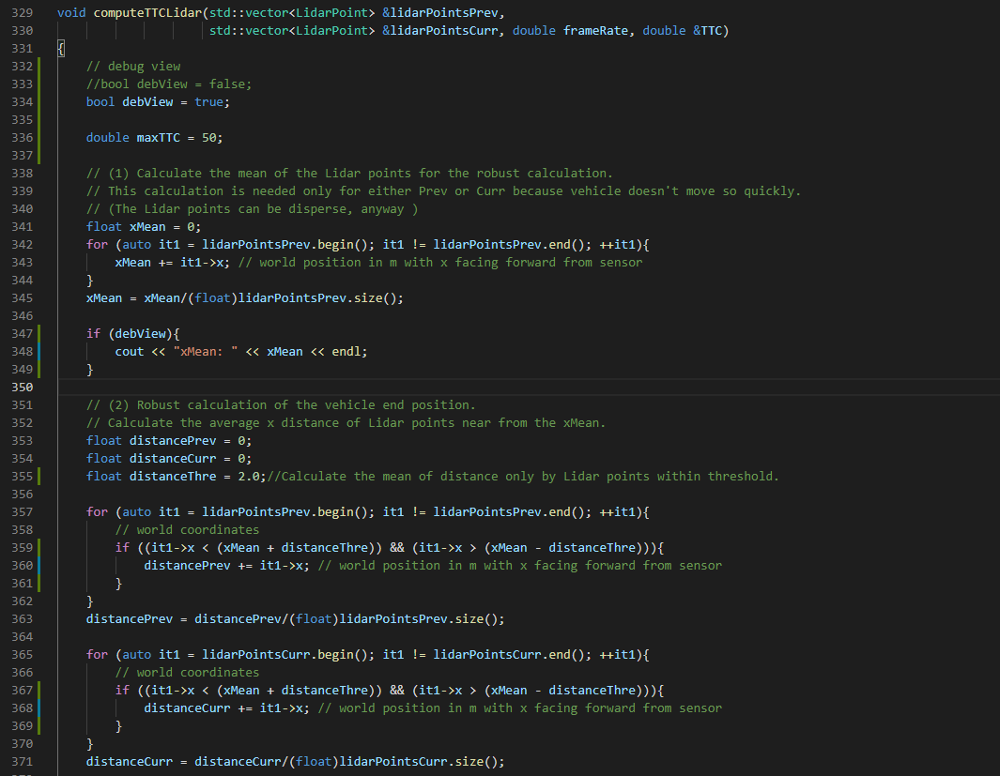 329 void computeTTCLidar(std::vector<LidarPoint> &lidarPointsPrev,
330 std::vector<LidarPoint> &lidarPointsCurr, double frameRate, double &TTC)
331 {
332 // debug view
333 //bool debView = false;
334 bool debView = true;
335
336 double maxTTC = 50;
337
338 // (1) Calculate the mean of the Lidar points for the robust calculation.
339 // This calculation is needed only for either Prev or Curr because vehicle doesn't move so quickly.
340 // (The Lidar points can be disperse, anyway )
341 float xMean = 0;
342 for (auto it1 = lidarPointsPrev.begin(); it1 != lidarPointsPrev.end(); ++it1){
343 xMean += it1->x; // world position in m with x facing forward from sensor
344 }
345 xMean = xMean/(float)lidarPointsPrev.size();
346
347 if (debView){
348 cout << "xMean: " << xMean << endl;
349 }
350
351 // (2) Robust calculation of the vehicle end position.
352 // Calculate the average x distance of Lidar points near from the xMean.
353 float distancePrev = 0;
354 float distanceCurr = 0;
355 float distanceThre = 2.0;//Calculate the mean of distance only by Lidar points within threshold.
356
357 for (auto it1 = lidarPointsPrev.begin(); it1 != lidarPointsPrev.end(); ++it1){
358 // world coordinates
359 if ((it1->x < (xMean + distanceThre)) && (it1->x > (xMean - distanceThre))){
360 distancePrev += it1->x; // world position in m with x facing forward from sensor
361 }
362 }
363 distancePrev = distancePrev/(float)lidarPointsPrev.size();
364
365 for (auto it1 = lidarPointsCurr.begin(); it1 != lidarPointsCurr.end(); ++it1){
366 // world coordinates
367 if ((it1->x < (xMean + distanceThre)) && (it1->x > (xMean - distanceThre))){
368 distanceCurr += it1->x; // world position in m with x facing forward from sensor
369 }
370 }
371 distanceCurr = distanceCurr/(float)lidarPointsCurr.size();